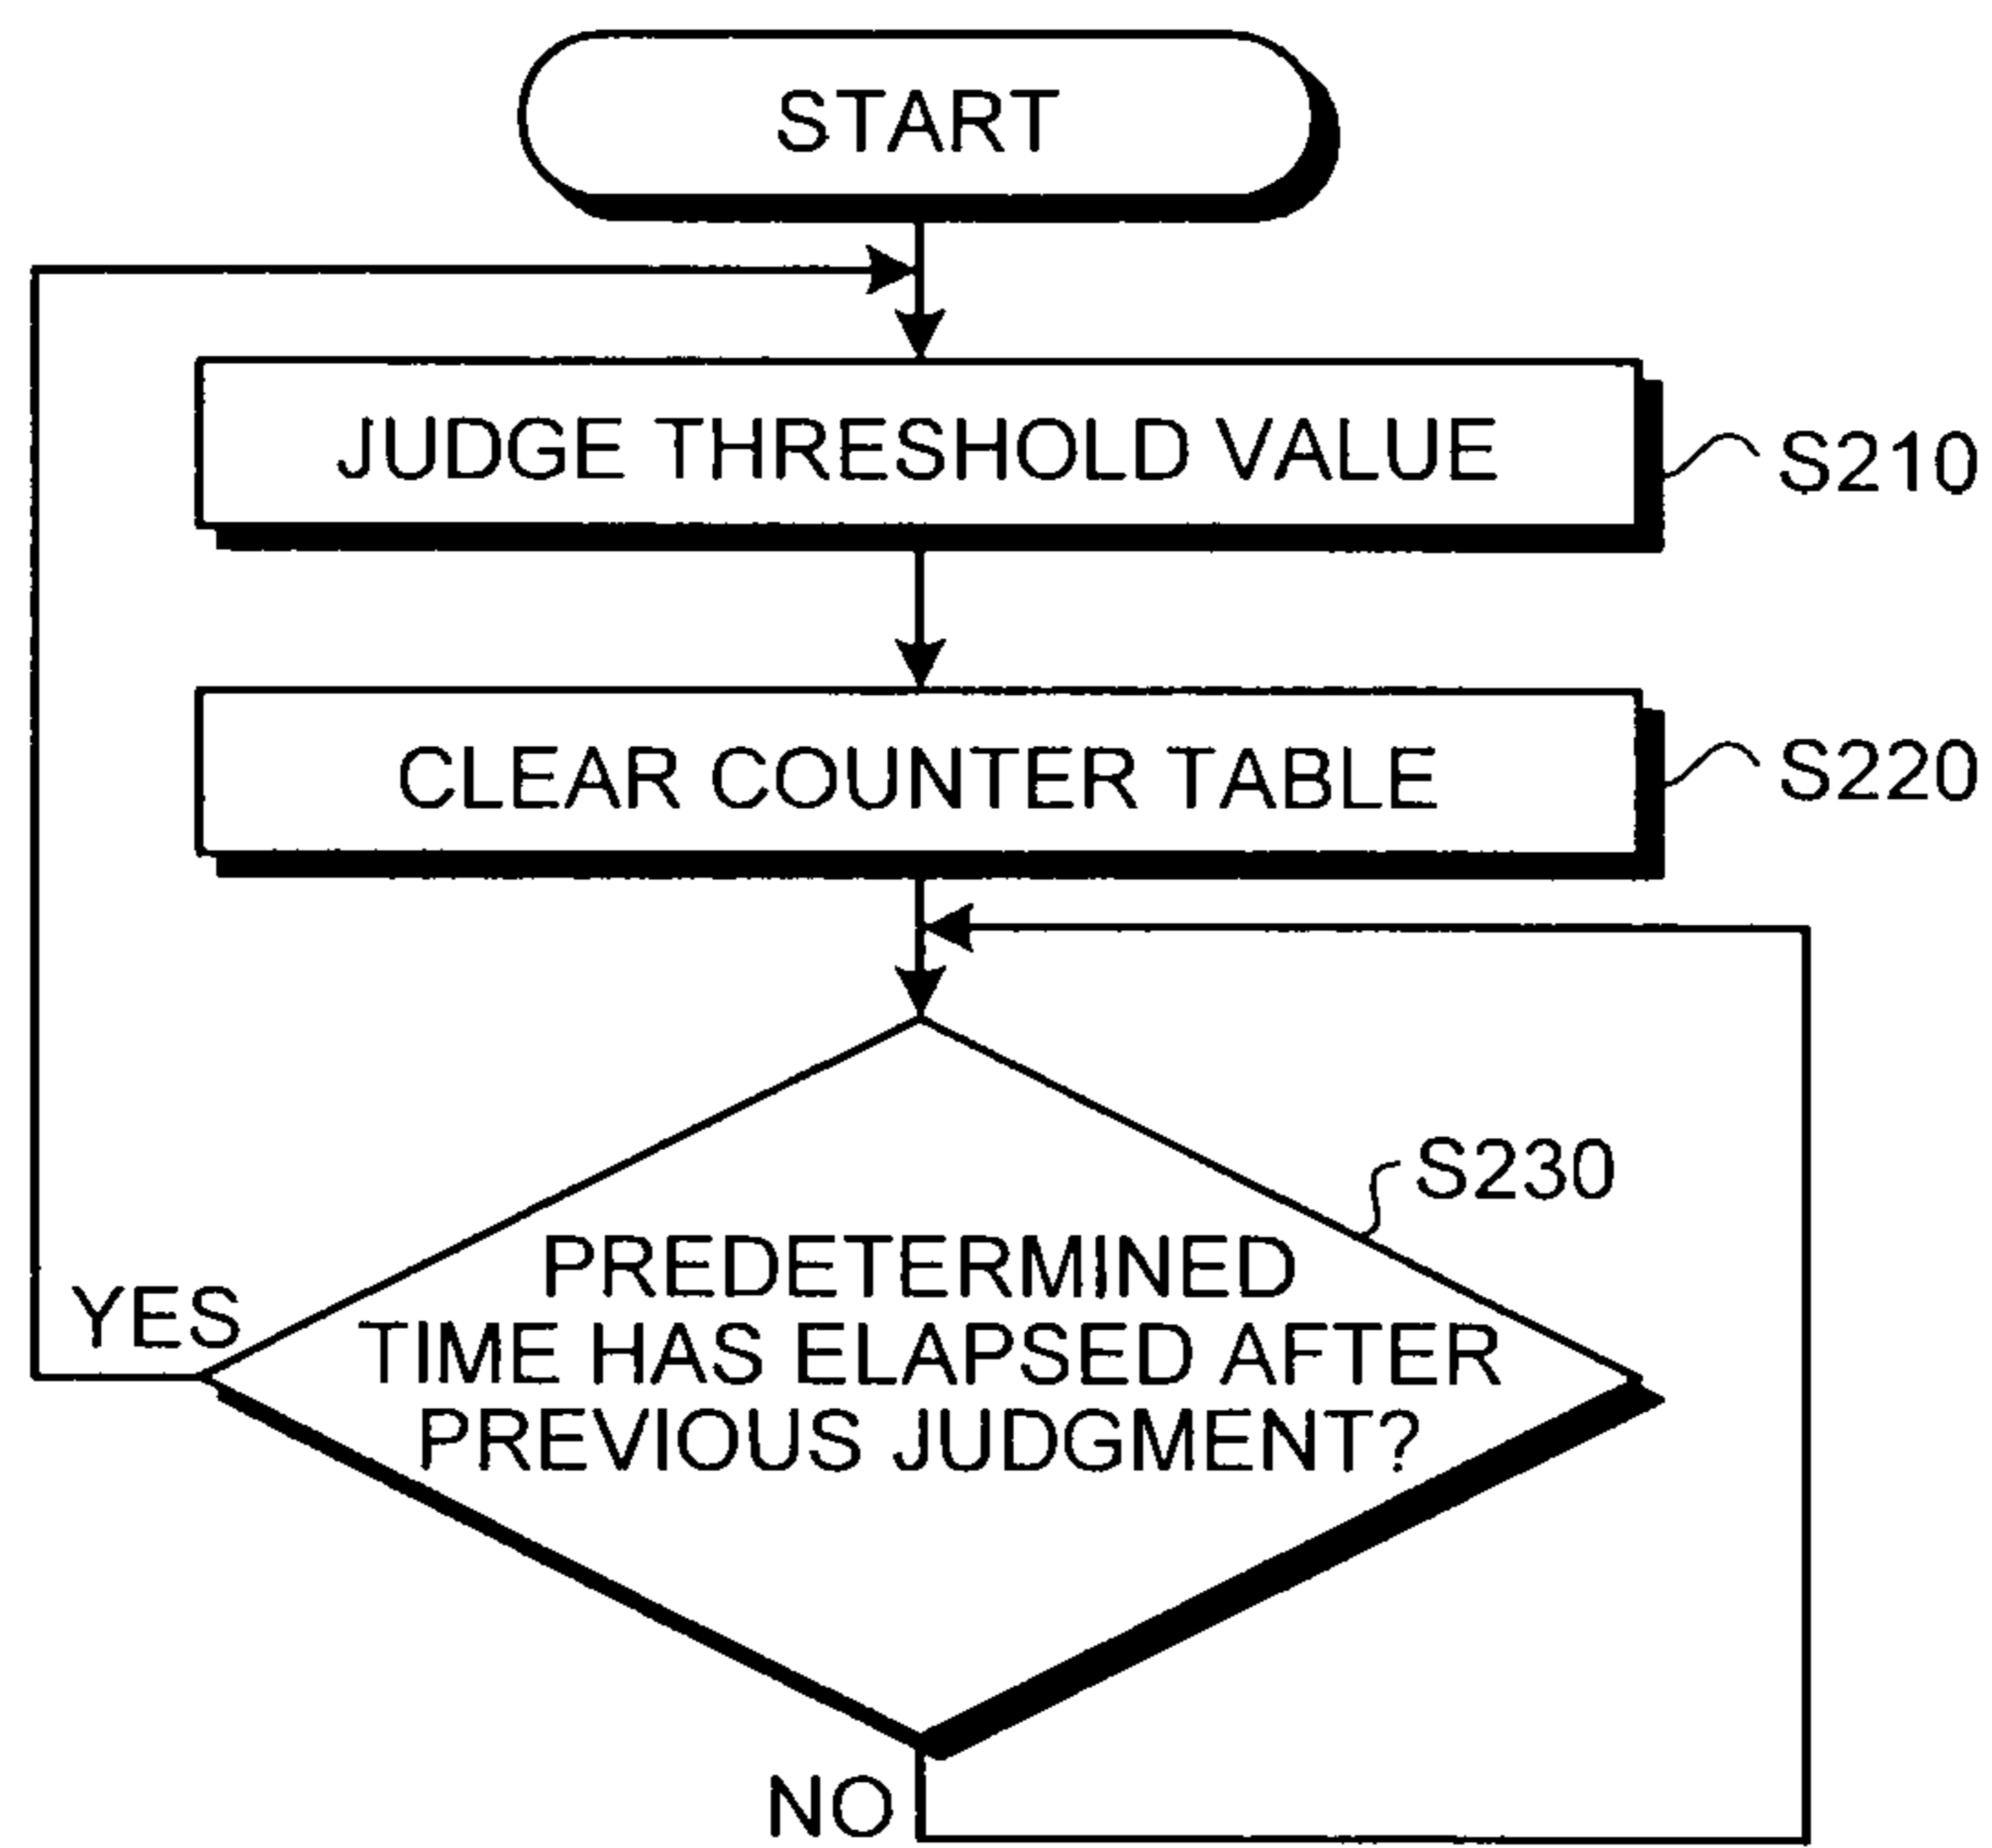 START
JUDGE THRESHOLD VALUE
S210
CLEAR COUNTER TABLE
S220
S230
PREDETERMINED
TIME HAS ELAPSED AFTER
PREVIOUS JUDGMENT?
YES
NO